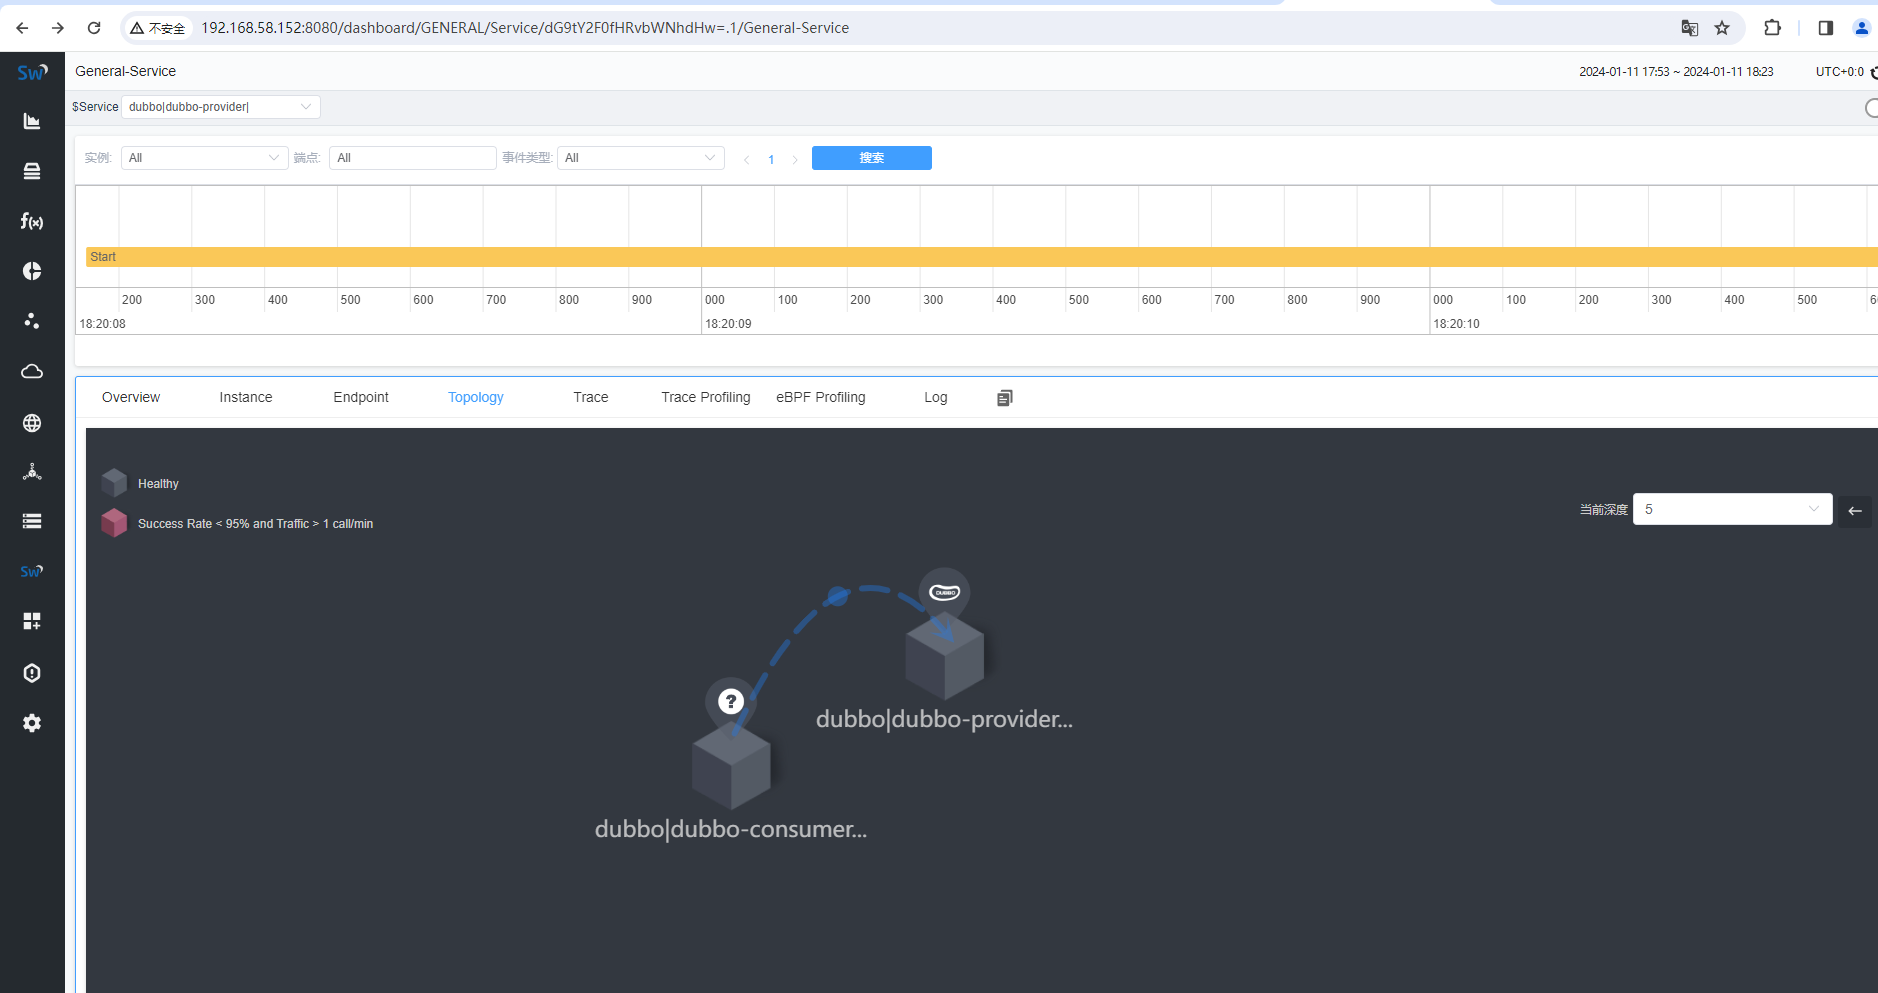 不安全 192.168.58.152:8080/dashboard/GENERAL/Service/dG9tY2F0fHRvbWNhdHw=.1/General-Service
Sw
General-Service
2024-01-11 17:53 ~ 2024-01-11 18:23 UTC+0:0
$Service dubbo|dubbo-provider|
实例: All 端点: All 事件类型: All 1 搜索
f(x)
Start
200 300 400 500 600 700 800 900 000 100 200 300 400 500 600 700 800 900 000 100 200 300 400 500
18:20:08 18:20:09 18:20:10
Overview Instance Endpoint Topology Trace Trace Profiling eBPF Profiling Log
Healthy
当前深度 5
Success Rate < 95% and Traffic > 1 call/min
Sw
DUBBO
?
dubbo|dubbo-provider...
dubbo|dubbo-consumer...